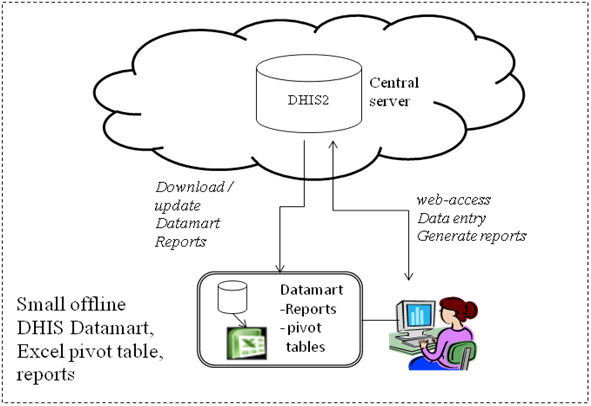 DHIS2
Central
server
Download /
update
Datamart
Reports
web-access
Data entry
Generate reports
Datamart
-Reports
-pivot
tables
Small offline
DHIS Datamart,
Excel pivot table,
reports